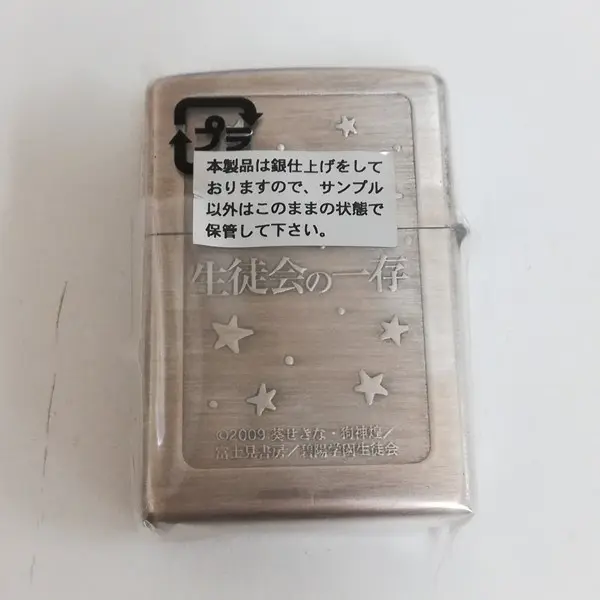 プラ
本製品は銀仕上げをして
おりますので、サンプル
以外はこのままの状態で
保管して下さい。
生徒会の一存
©2009 葵せきな・狗神煌／
富士見書房／碧陽学園生徒会